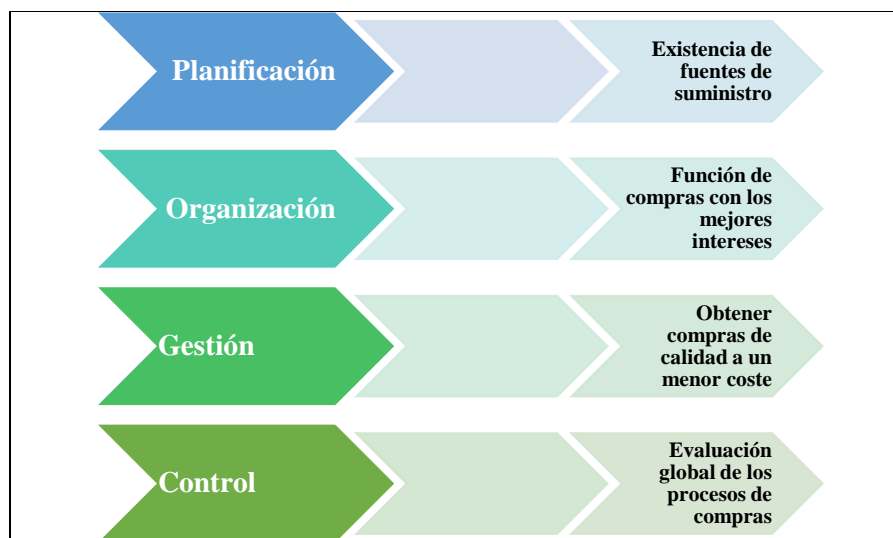 Planificación
Existencia de
fuentes de
suministro
Organización
Función de
compras con los
mejores
intereses
Gestión
Obtener
compras de
calidad a un
menor coste
Control
Evaluación
global de los
procesos de
compras